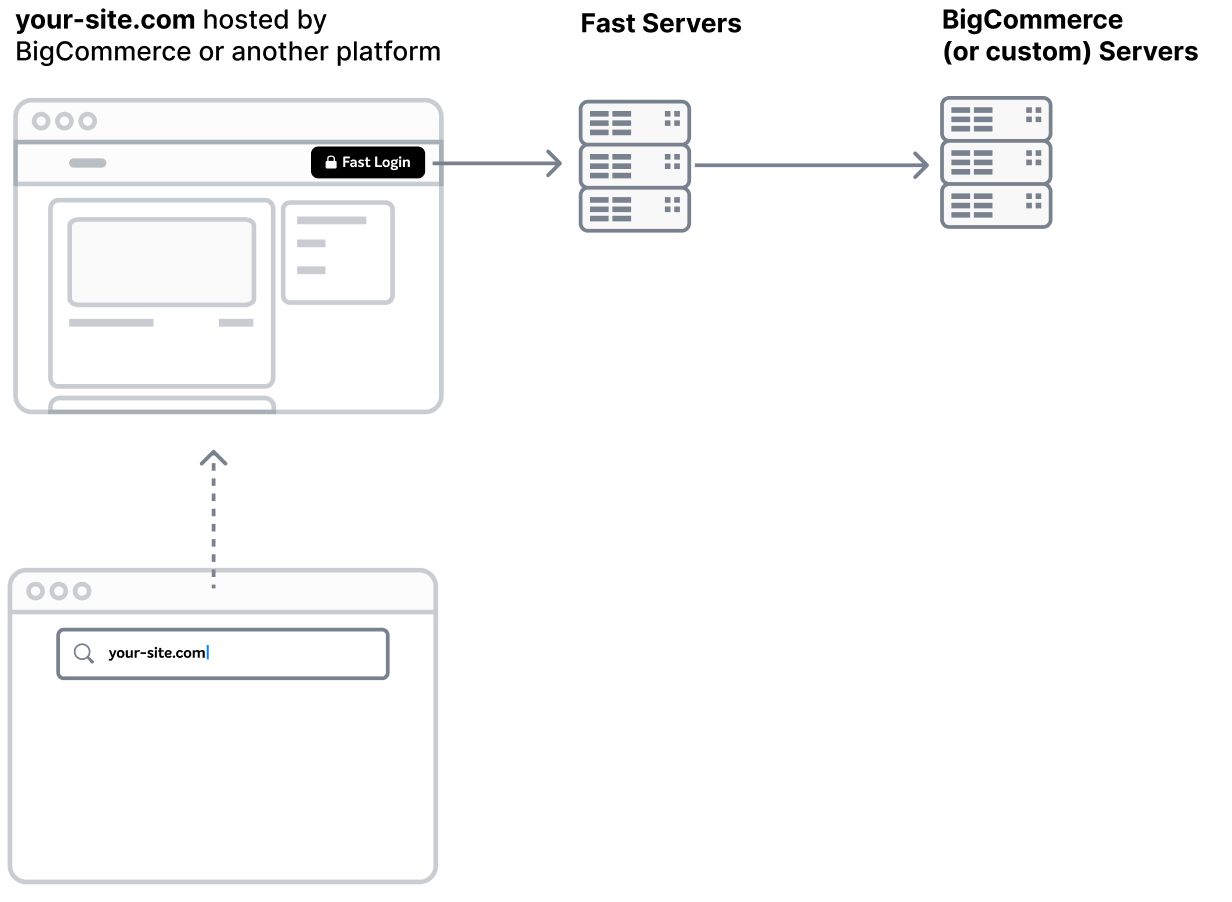 your-site.com hosted by
BigCommerce or another platform
Fast Servers
BigCommerce
(or custom) Servers
Fast Login
your-site.com